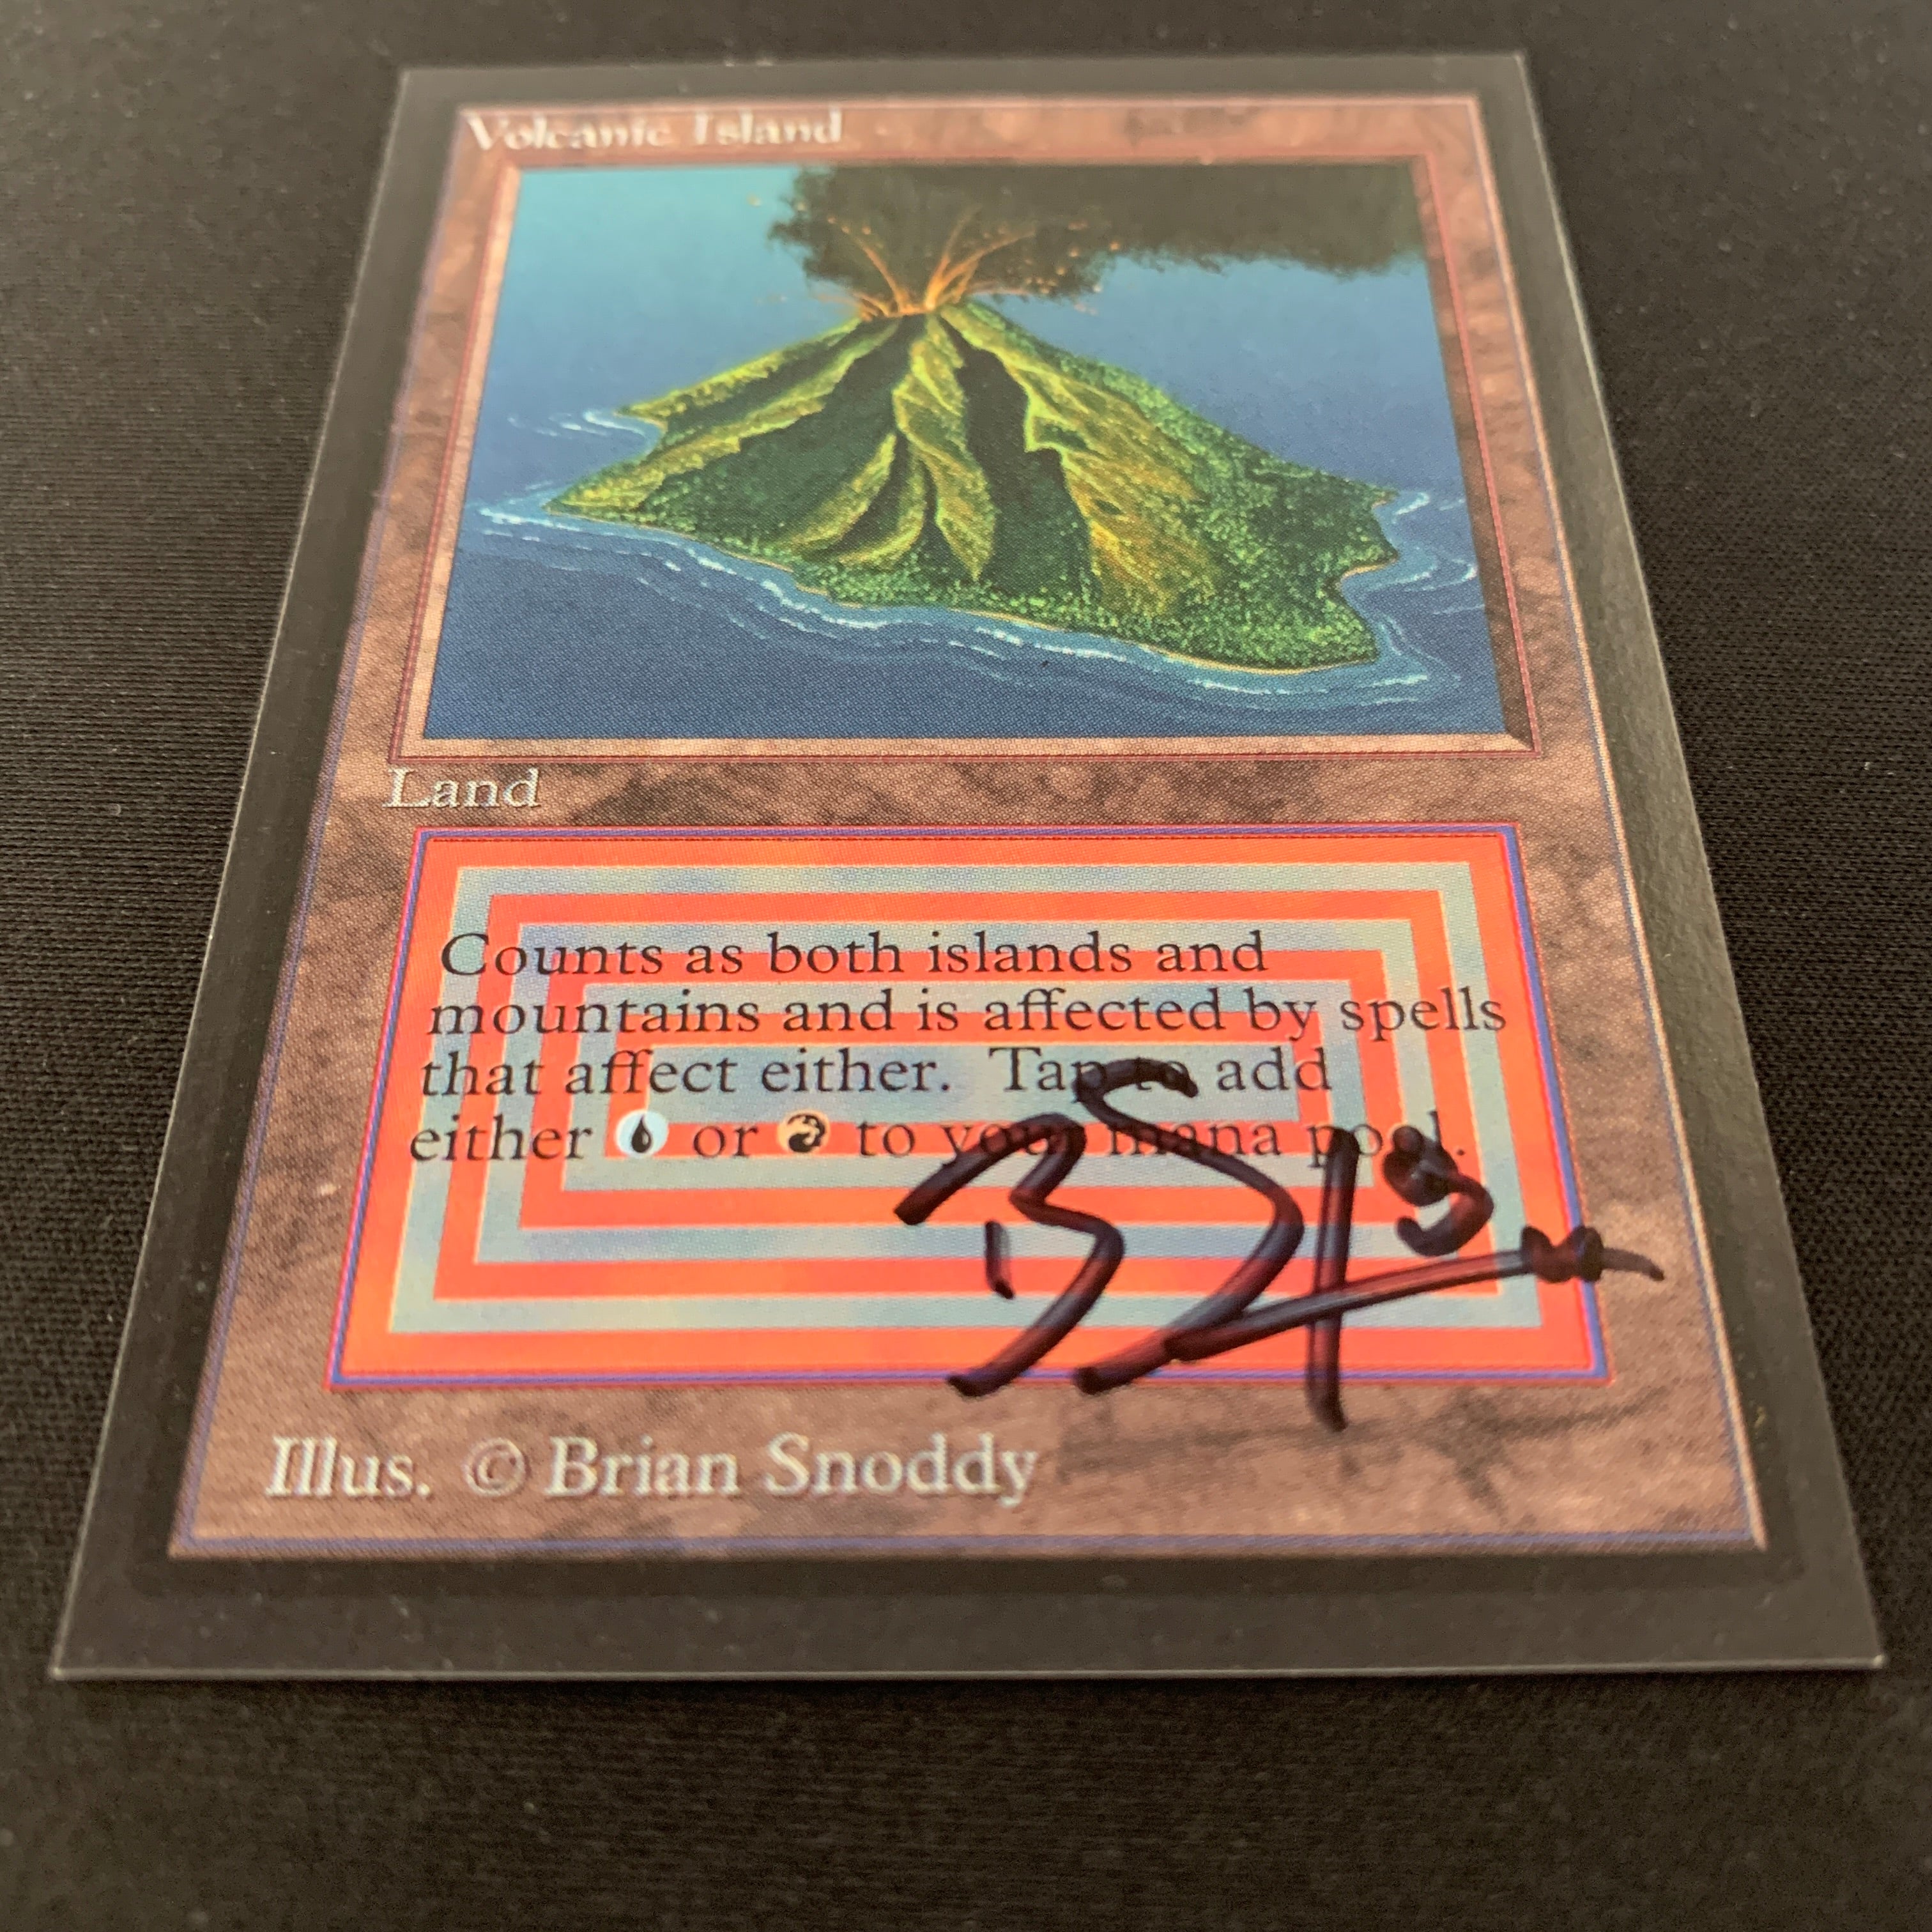 Volcanic Island
Land
Counts as both islands and
mountains and is affected by spells
that affect either. Tap to add
either or to your mana pool.
Illus. © Brian Snoddy